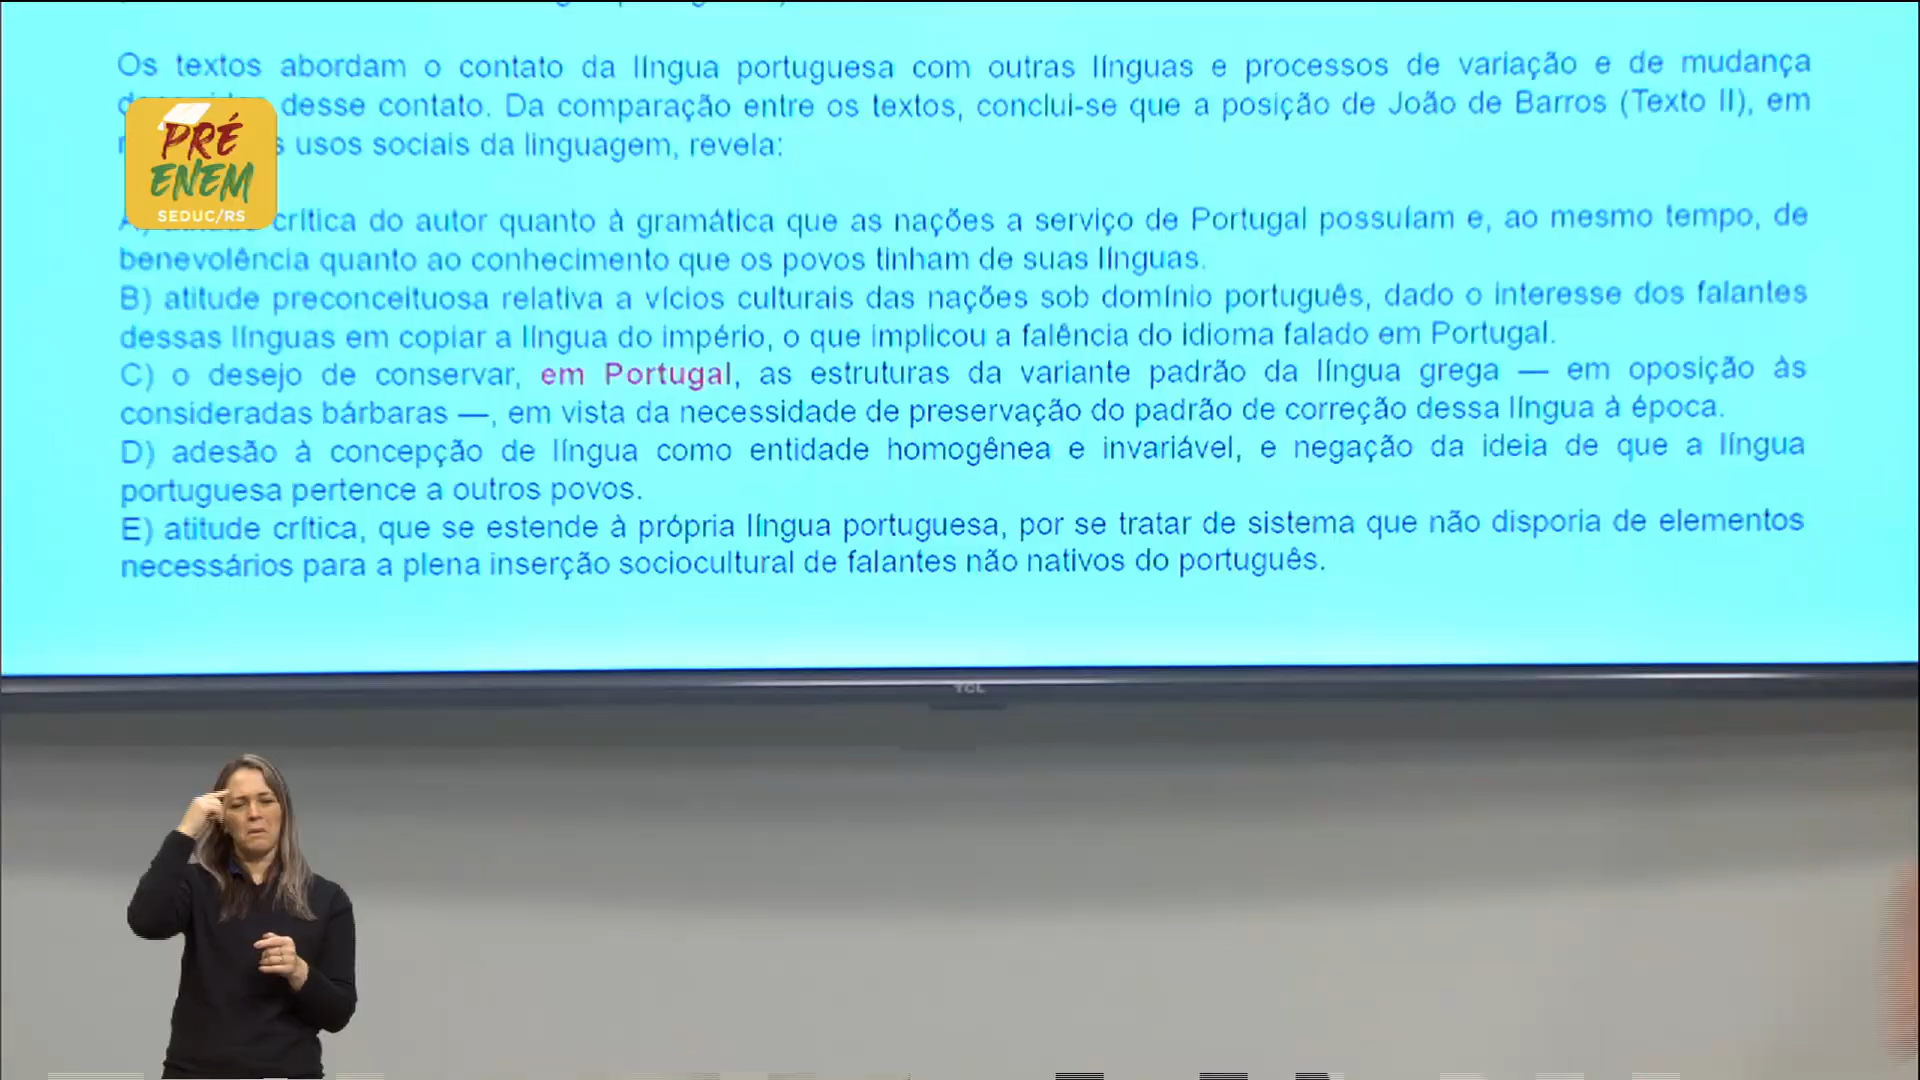 Os textos abordam o contato da língua portuguesa com outras línguas e processos de variação e de mudança
desse contato. Da comparação entre os textos, conclui-se que a posição de João de Barros (Texto II), em
usos sociais da linguagem, revela:
PRÉ
ENEM
SEDUC/RS
crítica do autor quanto à gramática que as nações a serviço de Portugal possuíam e, ao mesmo tempo, de
benevolência quanto ao conhecimento que os povos tinham de suas línguas.
B) atitude preconceituosa relativa a vícios culturais das nações sob domínio português, dado o interesse dos falantes
dessas línguas em copiar a língua do império, o que implicou a falência do idioma falado em Portugal.
C) o desejo de conservar, em Portugal, as estruturas da variante padrão da língua grega — em oposição às
consideradas bárbaras —, em vista da necessidade de preservação do padrão de correção dessa língua à época.
D) adesão à concepção de língua como entidade homogênea e invariável, e negação da ideia de que a língua
portuguesa pertence a outros povos.
E) atitude crítica, que se estende à própria língua portuguesa, por se tratar de sistema que não disporia de elementos
necessários para a plena inserção sociocultural de falantes não nativos do português.
TCL